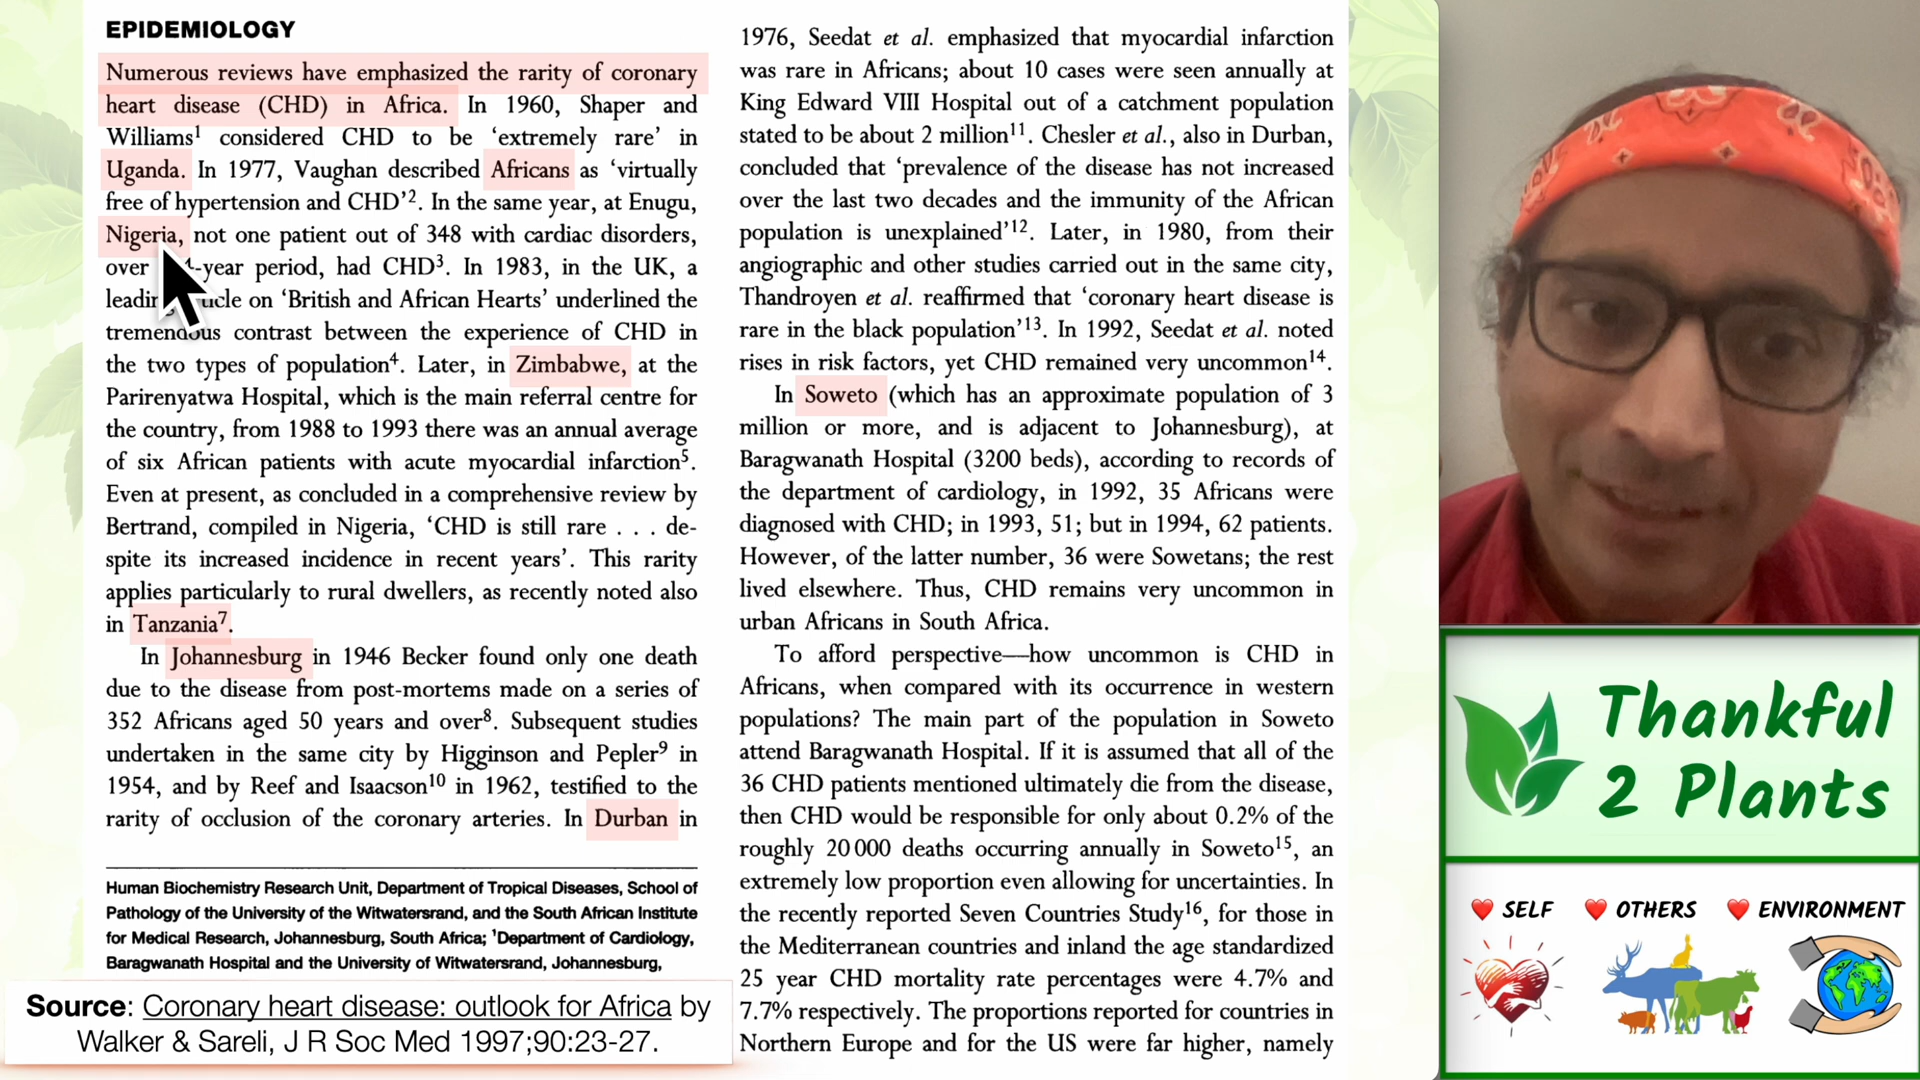 EPIDEMIOLOGY
Numerous reviews have emphasized the rarity of coronary
heart disease (CHD) in Africa. In 1960, Shaper and
Williams¹ considered CHD to be ‘extremely rare’ in
Uganda. In 1977, Vaughan described Africans as ‘virtually
free of hypertension and CHD’². In the same year, at Enugu,
Nigeria, not one patient out of 348 with cardiac disorders,
over -year period, had CHD³. In 1983, in the UK, a
on ‘British and African Hearts’ underlined the
tremendous contrast between the experience of CHD in
the two types of population⁴. Later, in Zimbabwe, at the
Parirenyatwa Hospital, which is the main referral centre for
the country, from 1988 to 1993 there was an annual average
of six African patients with acute myocardial infarction⁵.
Even at present, as concluded in a comprehensive review by
Bertrand, compiled in Nigeria, ‘CHD is still rare . . . de-
spite its increased incidence in recent years’. This rarity
applies particularly to rural dwellers, as recently noted also
in Tanzania⁷.
In Johannesburg in 1946 Becker found only one death
due to the disease from post-mortems made on a series of
352 Africans aged 50 years and over⁸. Subsequent studies
undertaken in the same city by Higginson and Pepler⁹ in
1954, and by Reef and Isaacson¹⁰ in 1962, testified to the
rarity of occlusion of the coronary arteries. In Durban in
Human Biochemistry Research Unit, Department of Tropical Diseases, School of
Pathology of the University of the Witwatersrand, and the South African Institute
for Medical Research, Johannesburg, South Africa; ¹Department of Cardiology,
Baragwanath Hospital and the University of Witwatersrand, Johannesburg,
Source: Coronary heart disease: outlook for Africa by
Walker & Sareli, J R Soc Med 1997;90:23-27.
1976, Seedat et al. emphasized that myocardial infarction
was rare in Africans; about 10 cases were seen annually at
King Edward VIII Hospital out of a catchment population
stated to be about 2 million¹¹. Chesler et al., also in Durban,
concluded that ‘prevalence of the disease has not increased
over the last two decades and the immunity of the African
population is unexplained’¹². Later, in 1980, from their
angiographic and other studies carried out in the same city,
Thandroyen et al. reaffirmed that ‘coronary heart disease is
rare in the black population’¹³. In 1992, Seedat et al. noted
rises in risk factors, yet CHD remained very uncommon¹⁴.
In Soweto (which has an approximate population of 3
million or more, and is adjacent to Johannesburg), at
Baragwanath Hospital (3200 beds), according to records of
the department of cardiology, in 1992, 35 Africans were
diagnosed with CHD; in 1993, 51; but in 1994, 62 patients.
However, of the latter number, 36 were Sowetans; the rest
lived elsewhere. Thus, CHD remains very uncommon in
urban Africans in South Africa.
To afford perspective—how uncommon is CHD in
Africans, when compared with its occurrence in western
populations? The main part of the population in Soweto
attend Baragwanath Hospital. If it is assumed that all of the
36 CHD patients mentioned ultimately die from the disease,
then CHD would be responsible for only about 0.2% of the
roughly 20 000 deaths occurring annually in Soweto¹⁵, an
extremely low proportion even allowing for uncertainties. In
the recently reported Seven Countries Study¹⁶, for those in
the Mediterranean countries and inland the age standardized
25 year CHD mortality rate percentages were 4.7% and
7.7% respectively. The proportions reported for countries in
Northern Europe and for the US were far higher, namely
Thankful
2 Plants
SELF
OTHERS
ENVIRONMENT